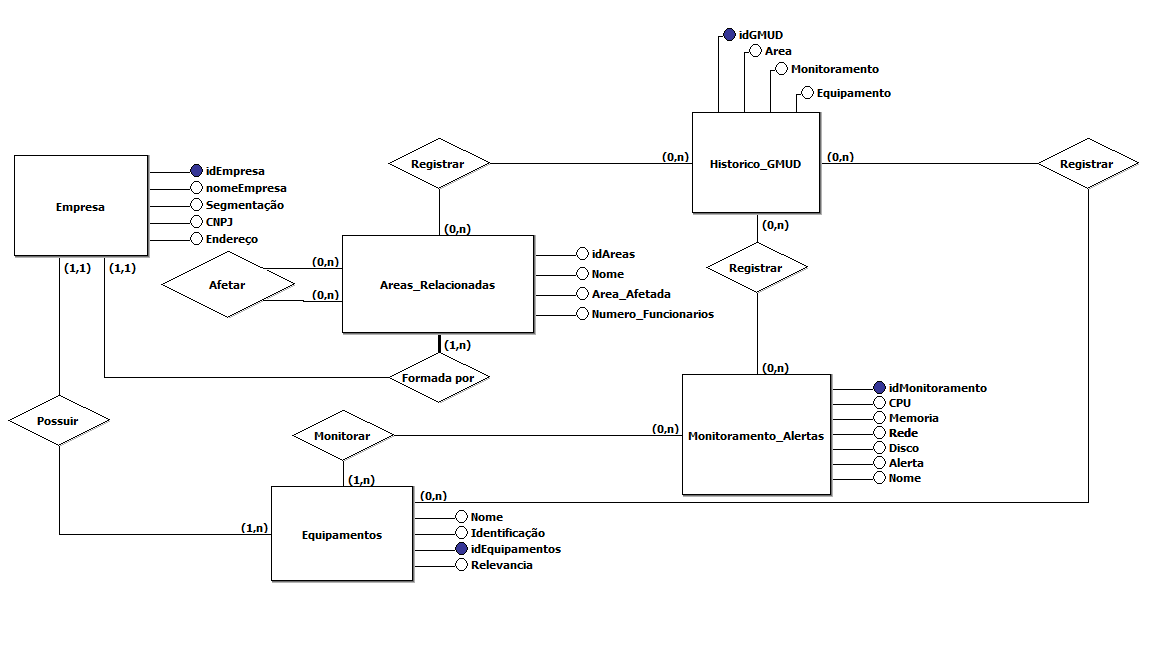 idGMUD
Area
Monitoramento
Equipamento
Registrar
(0,n)
Historico_GMUD
(0,n)
Registrar
Empresa
idEmpresa
nomeEmpresa
Segmentação
CNPJ
Endereço
(1,1)
(1,1)
(0,n)
(0,n)
Registrar
(0,n)
Afetar
(0,n)
(0,n)
Areas_Relacionadas
idAreas
Nome
Area_Afetada
Numero_Funcionarios
(1,n)
Formada por
Possuir
Monitorar
(0,n)
Monitoramento_Alertas
idMonitoramento
CPU
Memoria
Rede
Disco
Alerta
Nome
(1,n)
(0,n)
(1,n)
Equipamentos
Nome
Identificação
idEquipamentos
Relevancia